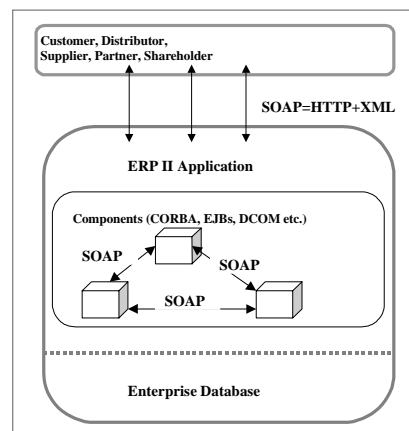 Customer, Distributor,
Supplier, Partner, Shareholder
SOAP=HTTP+XML
ERP II Application
Components (CORBA, EJBs, DCOM etc.)
SOAP
SOAP
SOAP
Enterprise Database